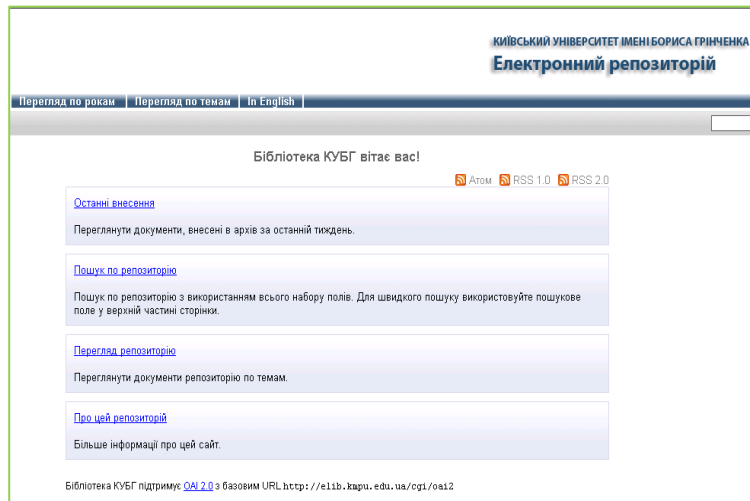 КИЇВСЬКИЙ УНІВЕРСИТЕТ ІМЕНІ БОРИСА ГРІНЧЕНКА
Електронний репозиторій
Перегляд по рокам | Перегляд по темам | In English
Бібліотека КУБГ вітає вас!
Атом RSS 1.0 RSS 2.0
Останні внесення
Переглянути документи, внесені в архів за останній тиждень.
Пошук по репозиторію
Пошук по репозиторію з використанням всього набору полів. Для швидкого пошуку використовуйте пошукове
поле у верхній частині сторінки.
Перегляд репозиторію
Переглянути документи репозиторію по темам.
Про цей репозиторій
Більше інформації про цей сайт.
Бібліотека КУБГ підтримує OAI 2.0 з базовим URL http://elib.kmpu.edu.ua/cgi/oai2